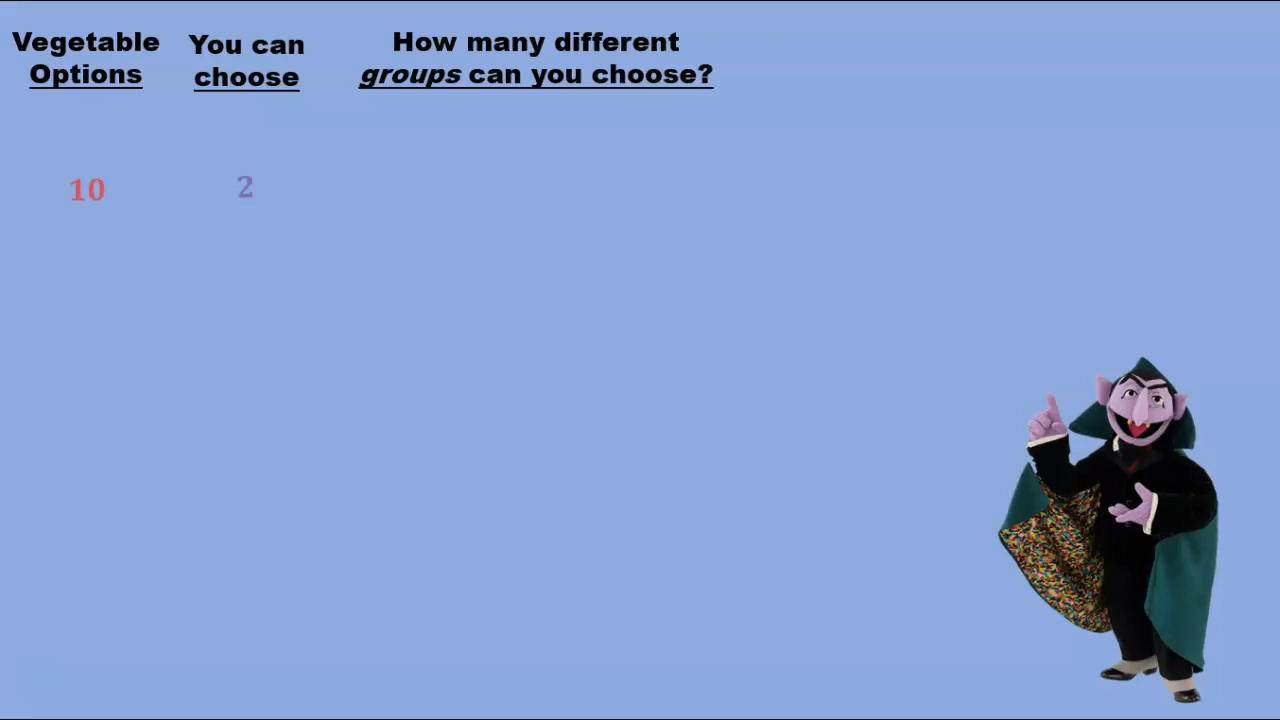 Vegetable
Options
You can
choose
How many different
groups can you choose?
10
2